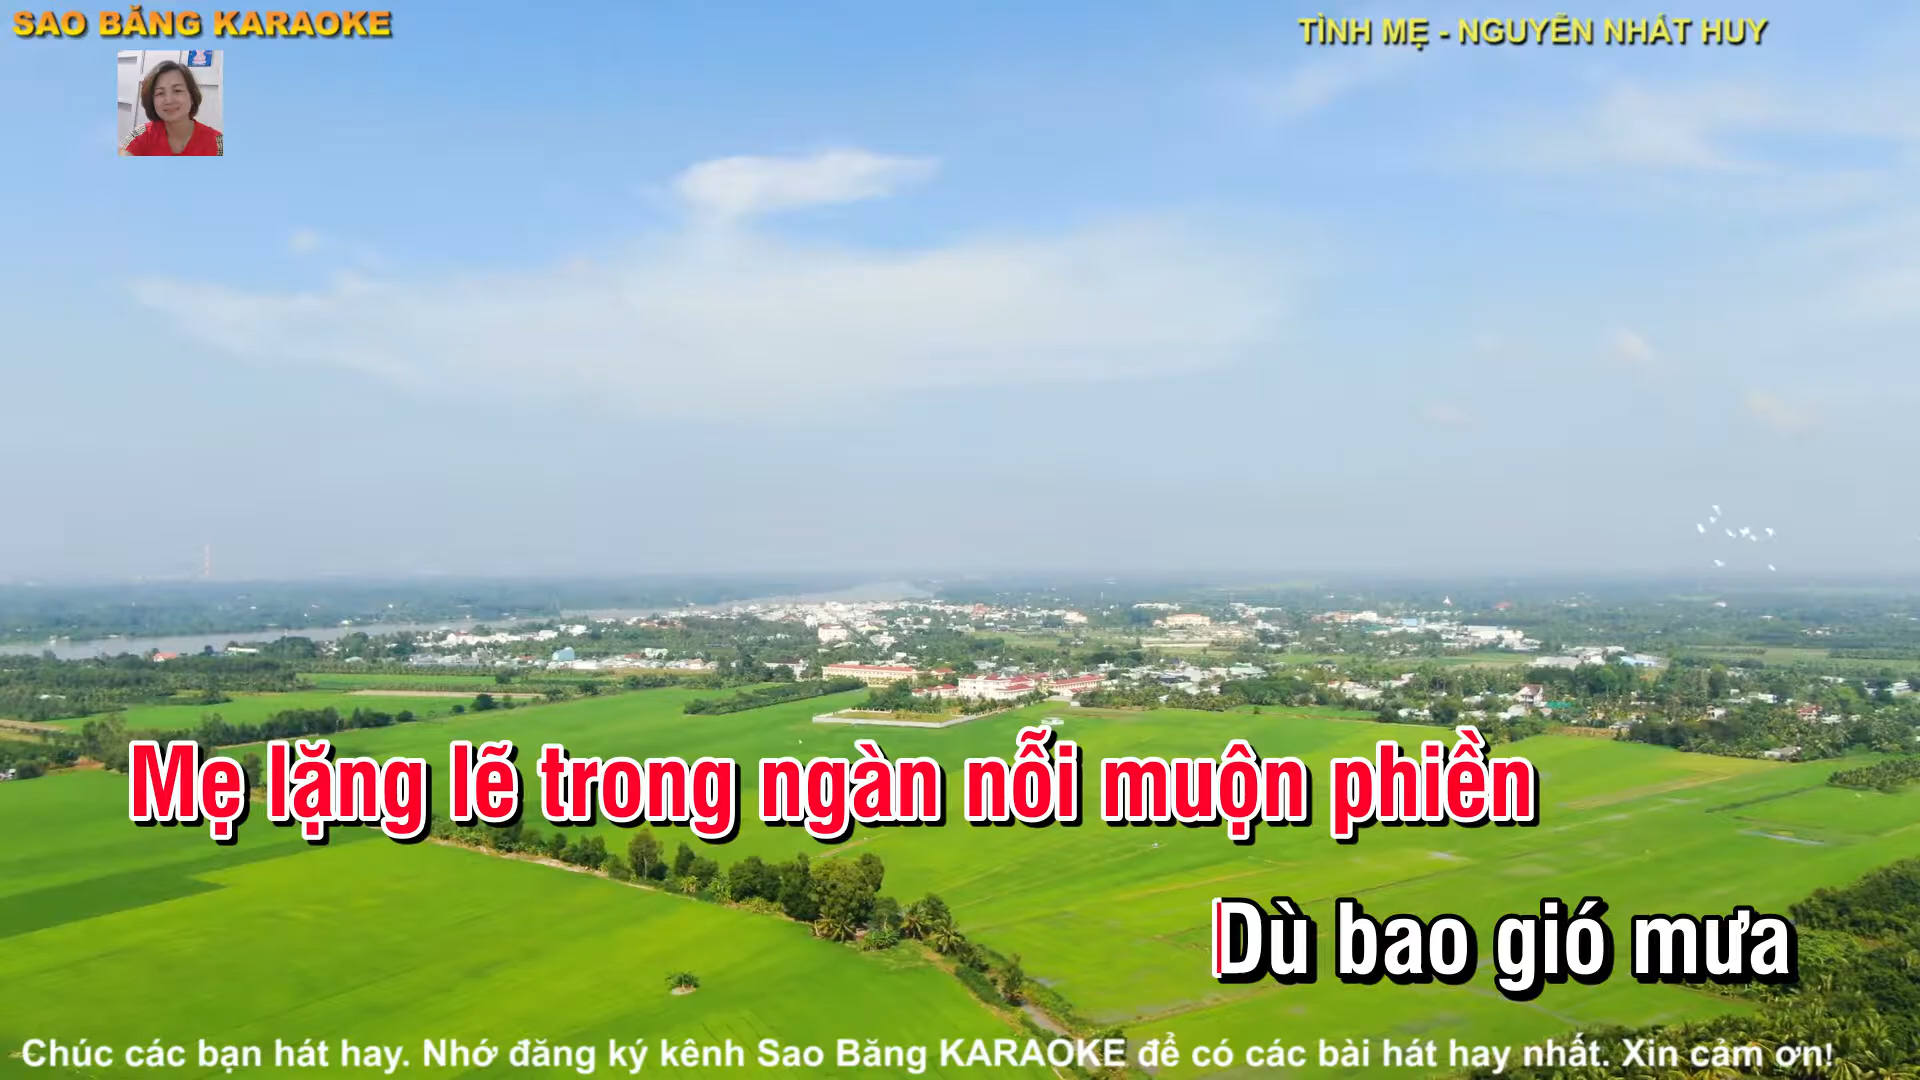 SAO BĂNG KARAOKE
TÌNH MẸ - NGUYỄN NHẤT HUY
Mẹ lặng lẽ trong ngàn nỗi muộn phiền
Dù bao gió mưa
Chúc các bạn hát hay. Nhớ đăng ký kênh Sao Băng KARAOKE để có các bài hát hay nhất. Xin cảm ơn!